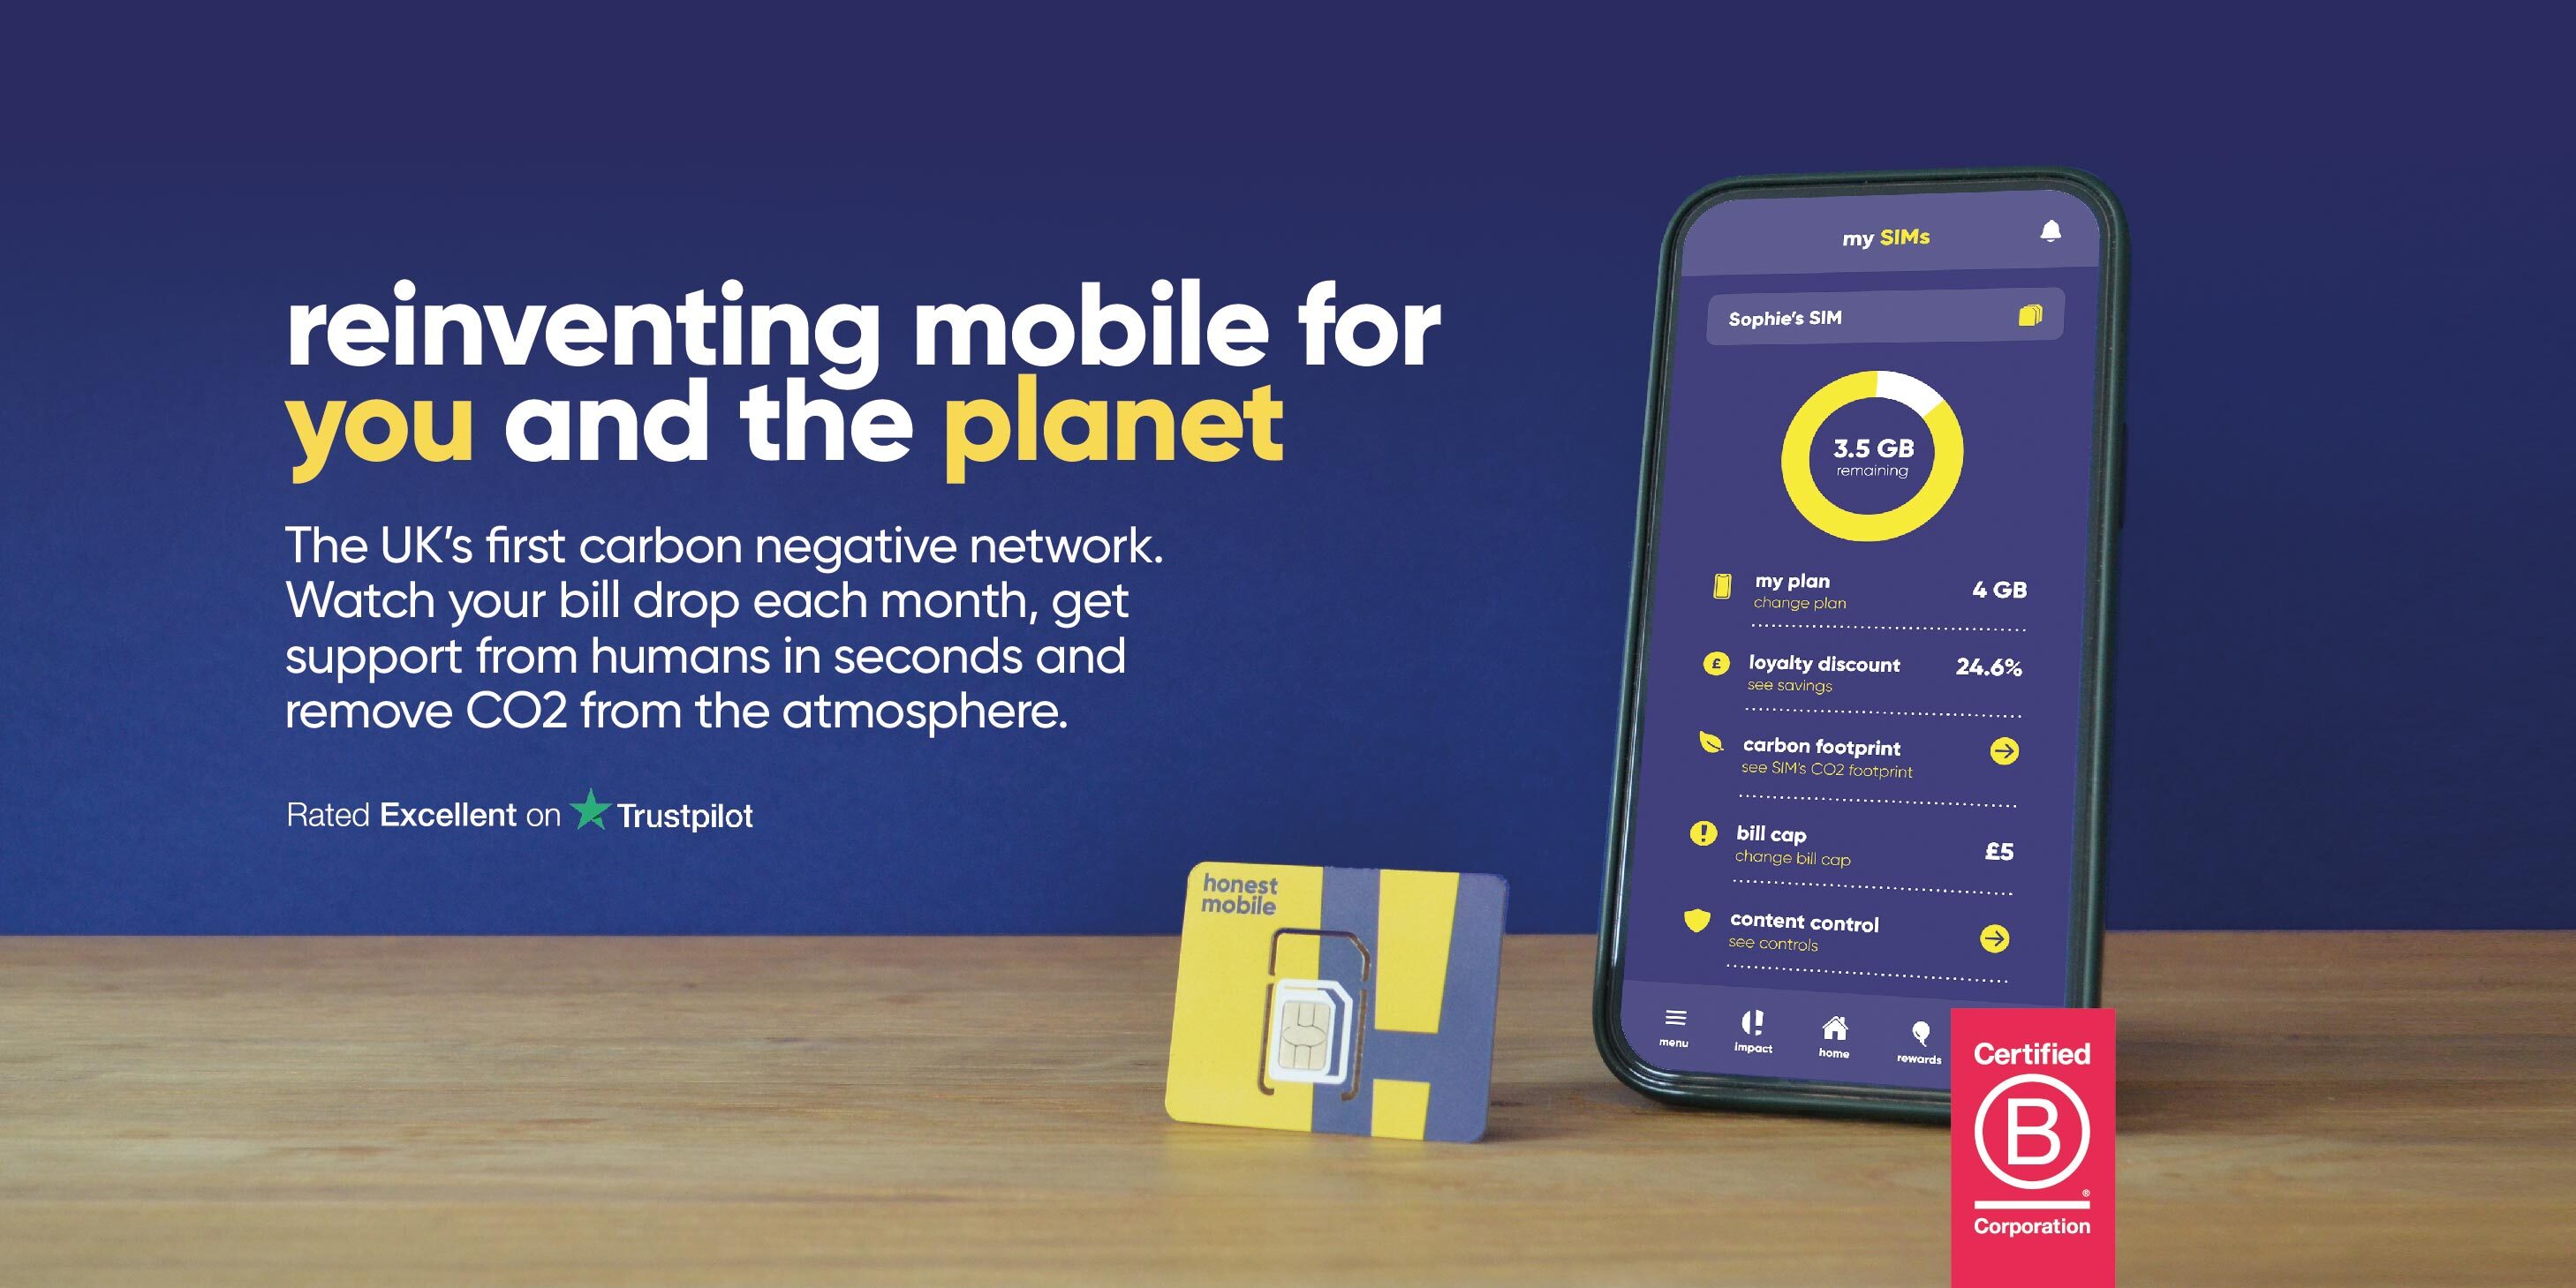 reinventing mobile for
you and the planet
The UK's first carbon negative network.
Watch your bill drop each month, get
support from humans in seconds and
remove CO2 from the atmosphere.
Rated Excellent on Trustpilot
honest
mobile
my SIMs
Sophie's SIM
3.5 GB
remaining
my plan
4 GB
change plan
loyalty discount
24.6%
see savings
carbon footprint
see SIM's CO2 footprint
bill cap
£5
change bill cap
content control
see controls
menu
impact
home
rewards
Certified
B
®
Corporation